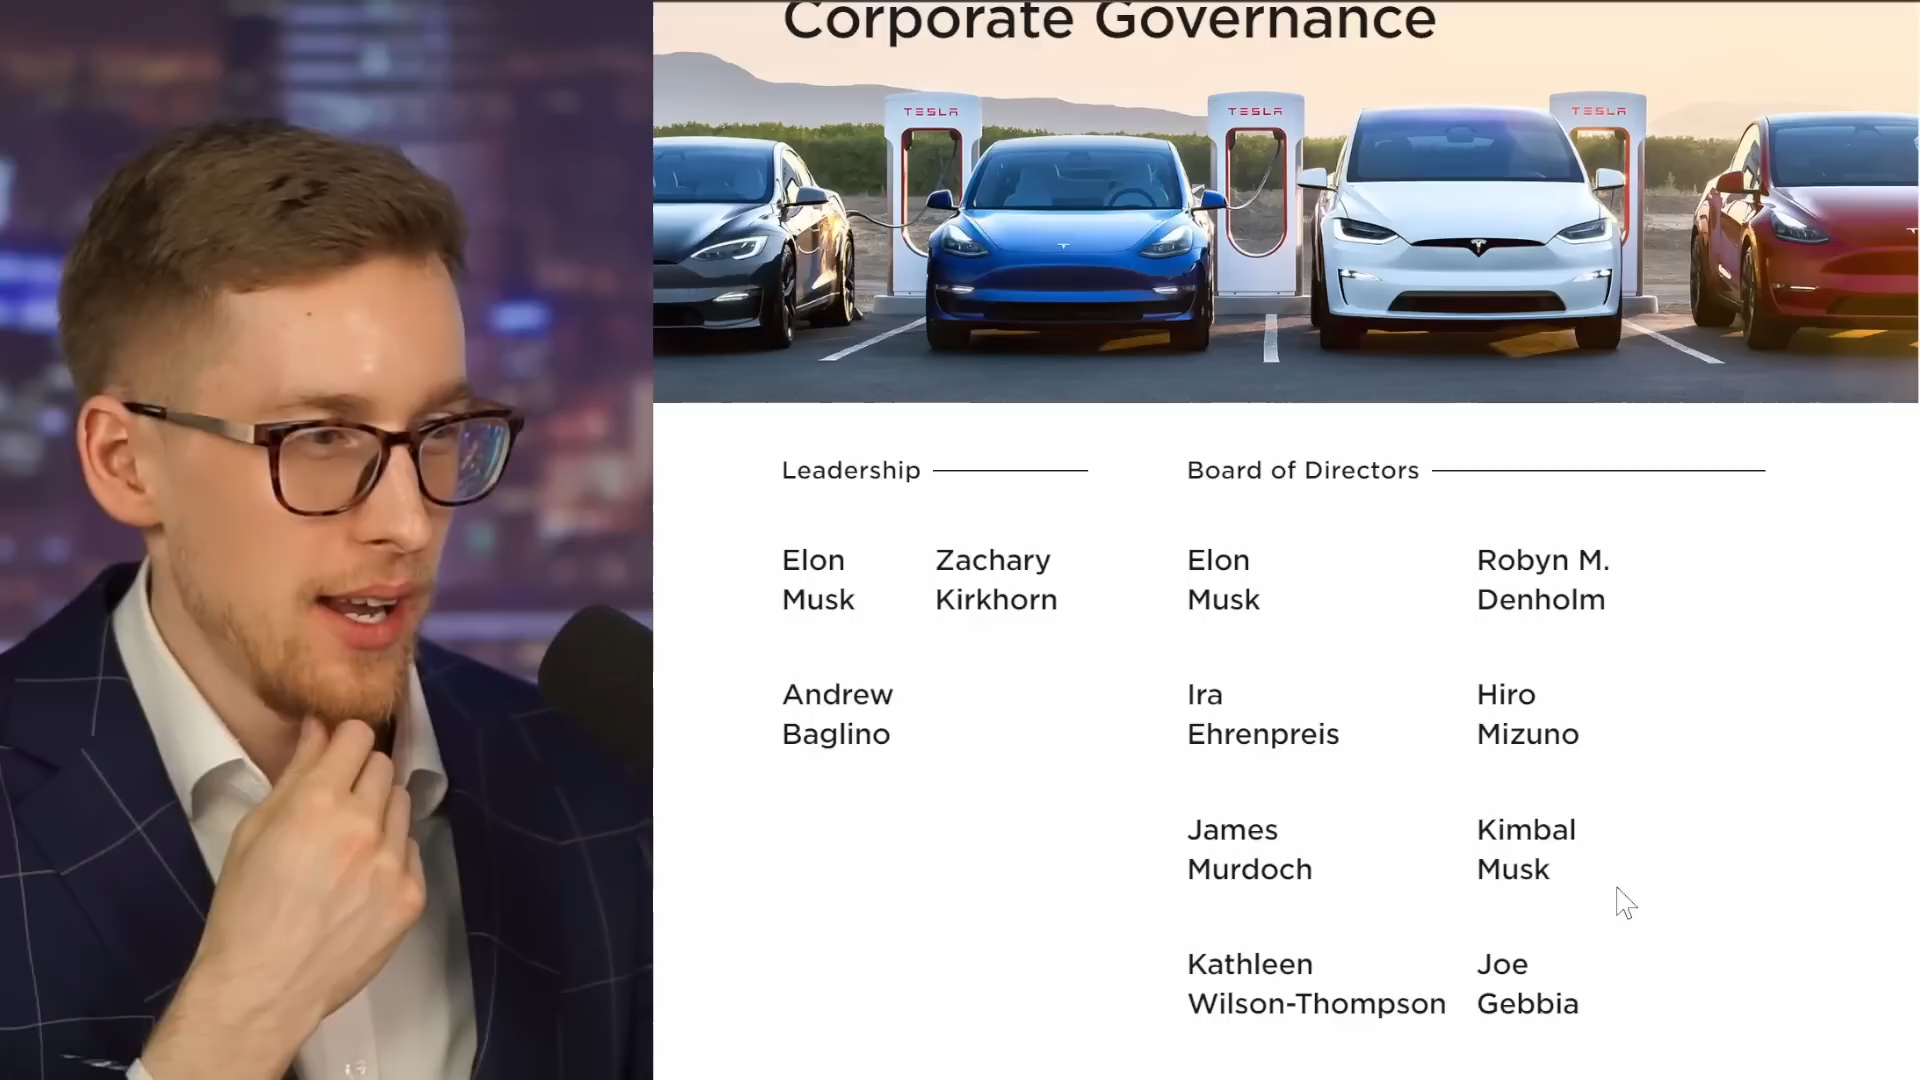 Corporate Governance
TESLA
TESLA
TESLA
Leadership
Board of Directors
Elon
Musk
Zachary
Kirkhorn
Andrew
Baglino
Elon
Musk
Robyn M.
Denholm
Ira
Ehrenpreis
Hiro
Mizuno
James
Murdoch
Kimbal
Musk
Kathleen
Wilson-Thompson
Joe
Gebbia